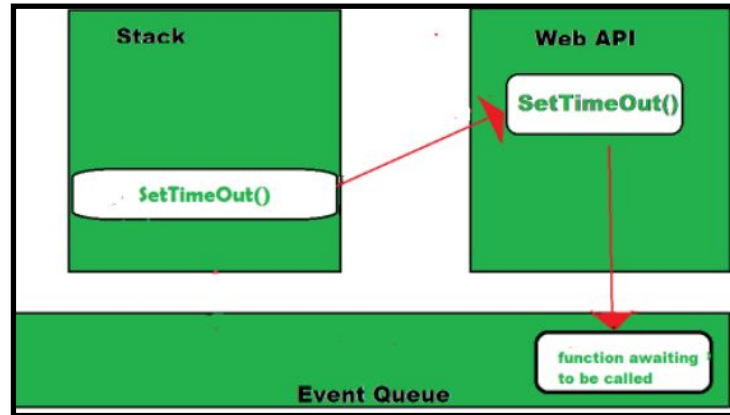 Stack
Web API
SetTimeOut()
SetTimeOut()
function awaiting
to be called
Event Queue